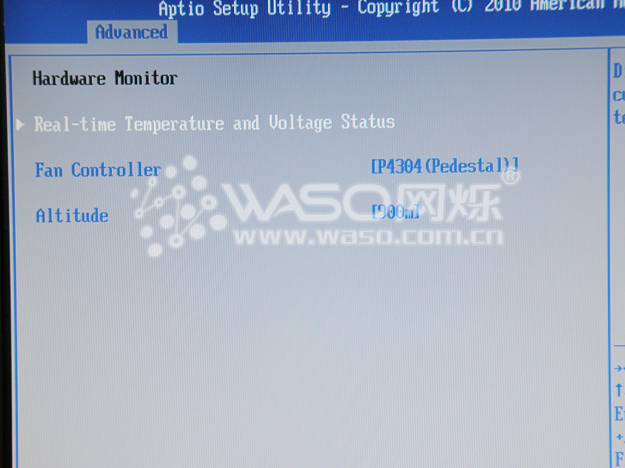 Aptio Setup Utility - Copyright (C) 2010 American
Advanced
Hardware Monitor
Real-time Temperature and Voltage Status
Fan Controller [P4304(Pedestal)]
Altitude [900m]
WASO网烁®
www.waso.com.cn